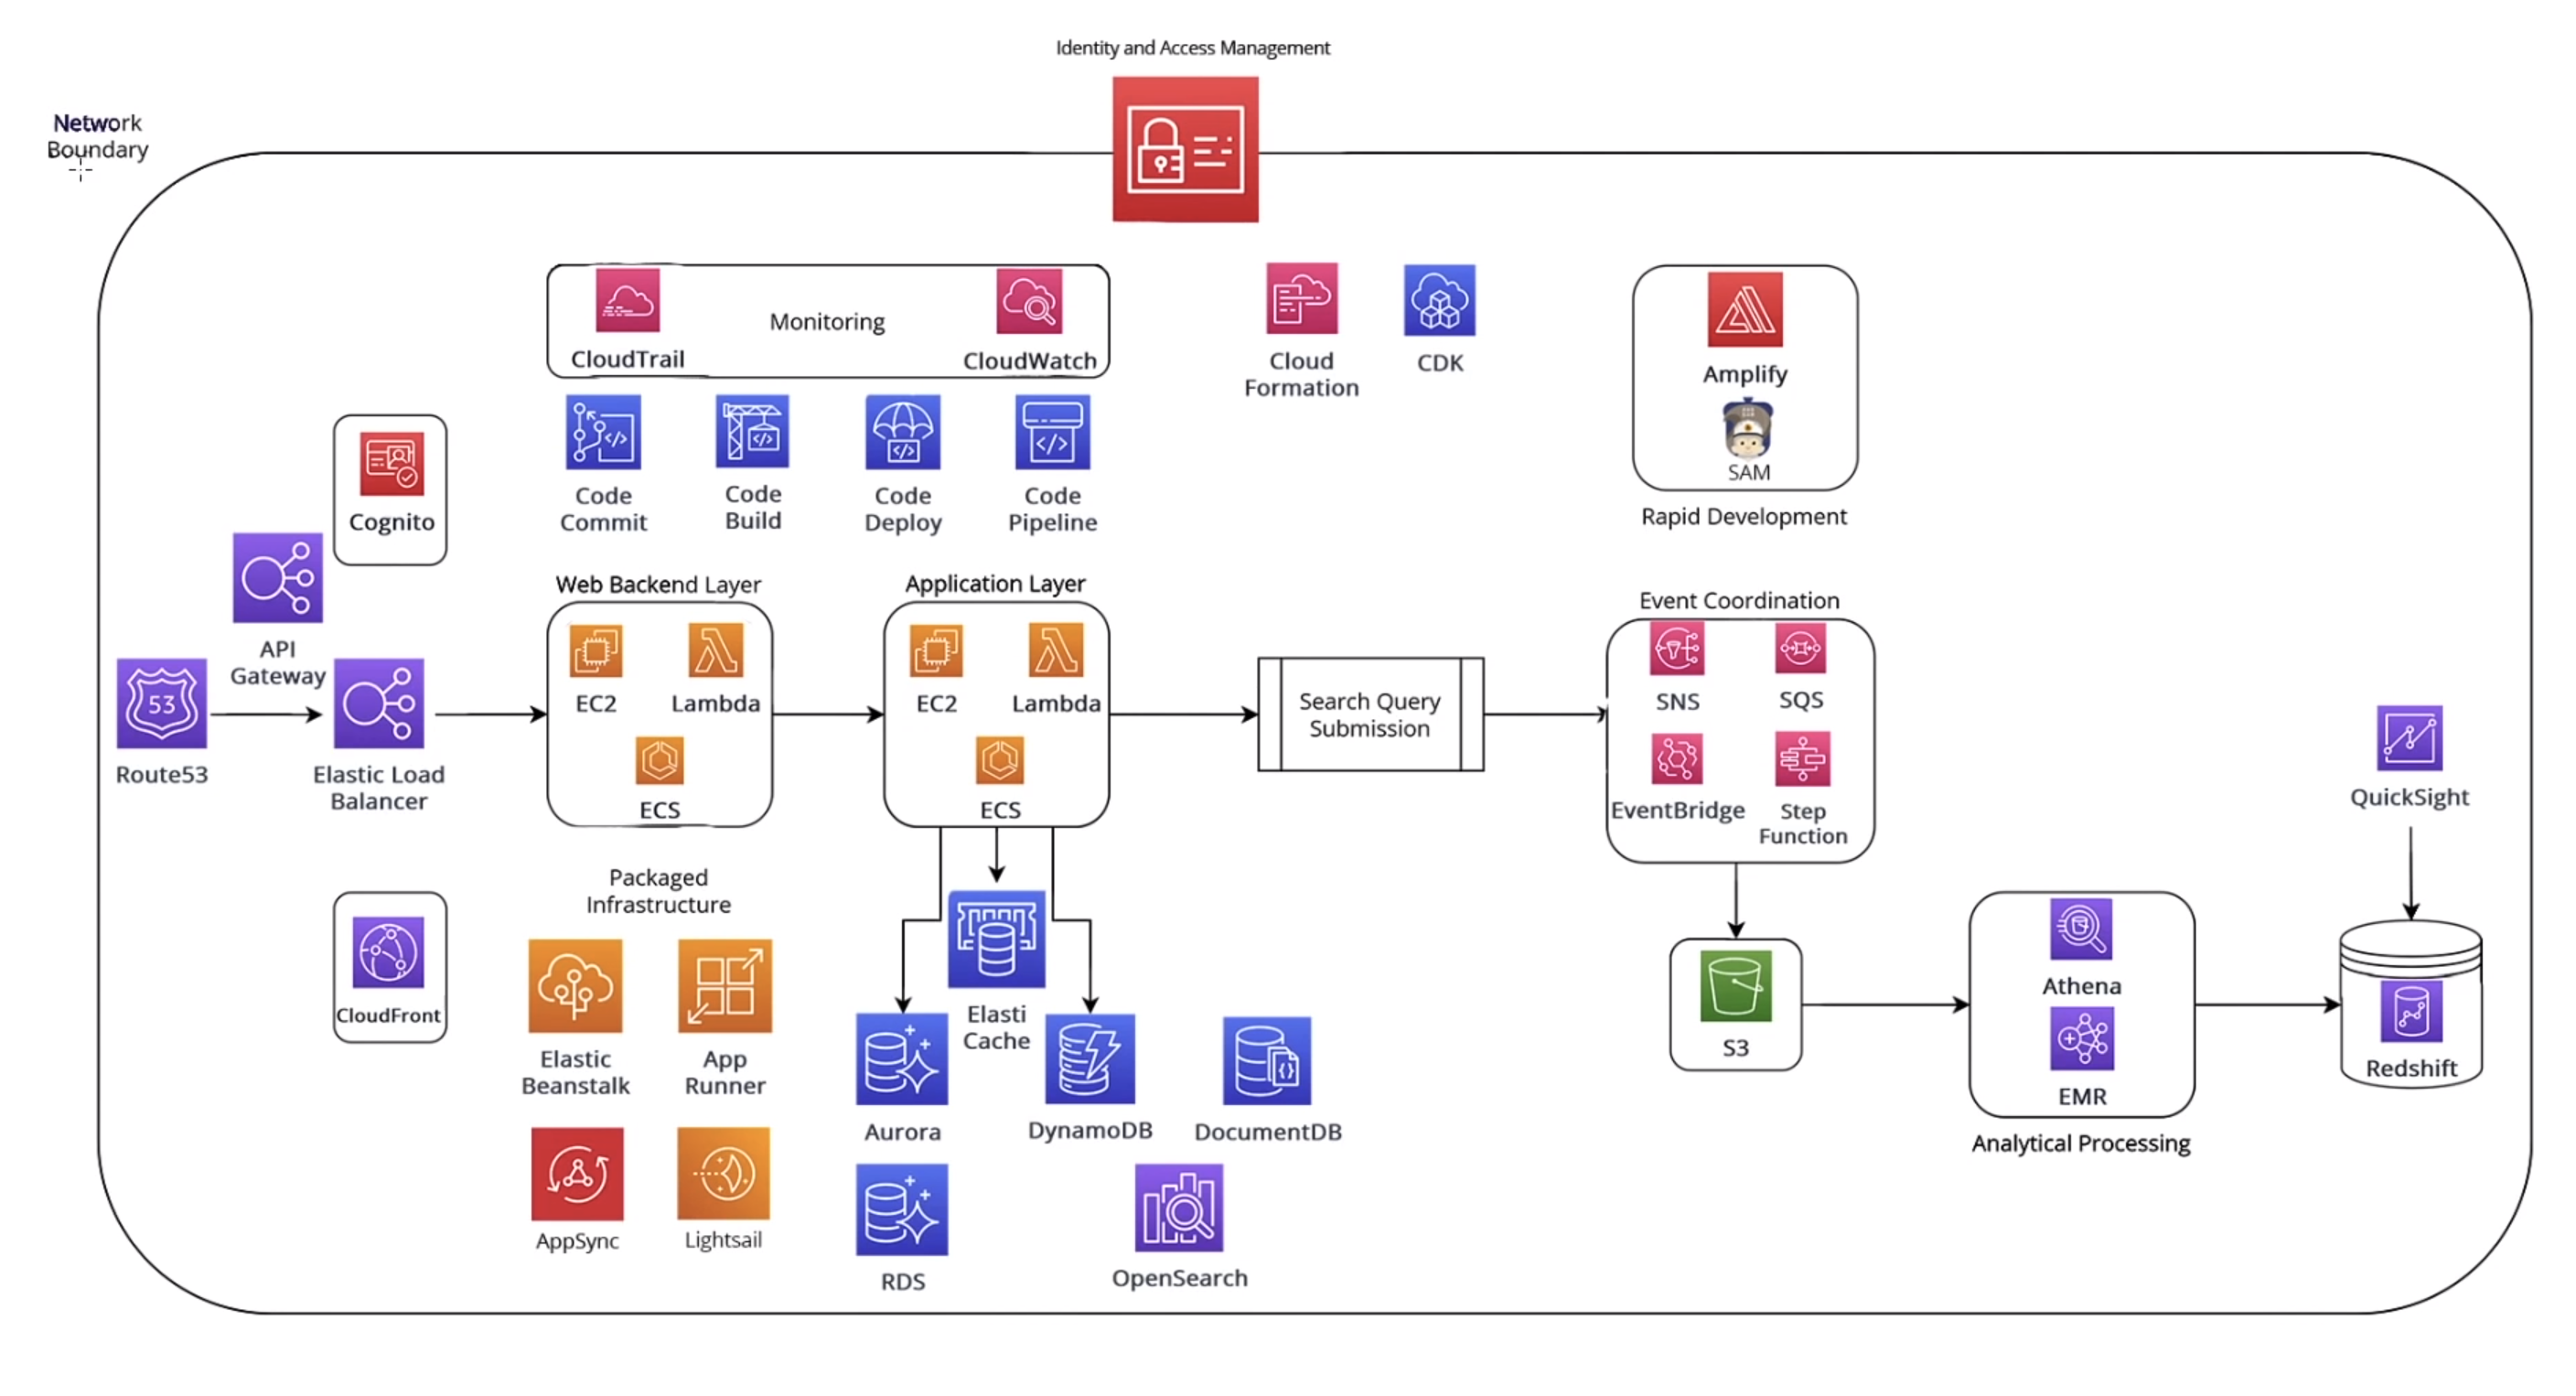 Identity and Access Management
Network
Boundary
Monitoring
CloudTrail
CloudWatch
Cloud
Formation
CDK
Amplify
SAM
Rapid Development
Cognito
Code
Commit
Code
Build
Code
Deploy
Code
Pipeline
API
Gateway
53
Route53
Elastic Load
Balancer
Web Backend Layer
EC2
Lambda
ECS
Application Layer
EC2
Lambda
ECS
Search Query
Submission
Event Coordination
SNS
SQS
EventBridge
Step
Function
QuickSight
CloudFront
Packaged
Infrastructure
Elastic
Beanstalk
App
Runner
AppSync
Lightsail
Elasti
Cache
Aurora
DynamoDB
DocumentDB
RDS
OpenSearch
S3
Athena
EMR
Analytical Processing
Redshift